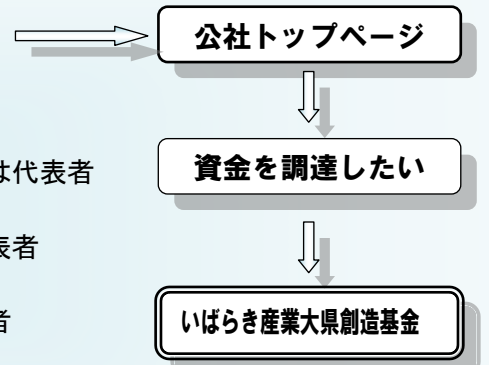 公社トップページ
資金を調達したい
は代表者
表者
者
いばらき産業大県創造基金